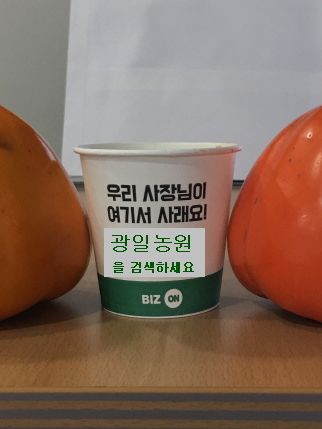 우리 사장님이
여기서 사래요!
광일농원
을 검색하세요
BIZ ON